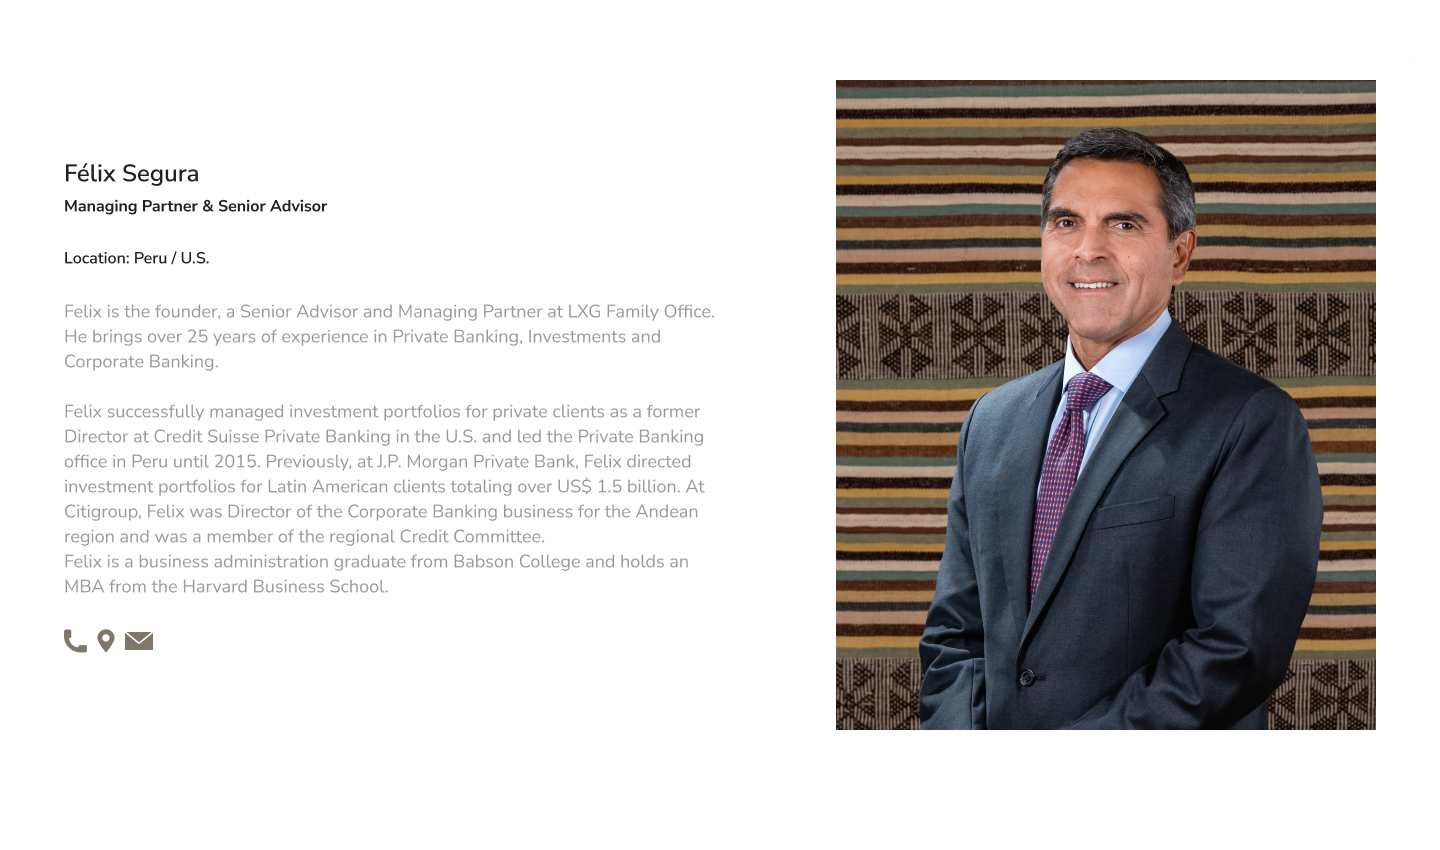 Félix Segura
Managing Partner & Senior Advisor
Location: Peru / U.S.
Felix is the founder, a Senior Advisor and Managing Partner at LXG Family Office.
He brings over 25 years of experience in Private Banking, Investments and
Corporate Banking.
Felix successfully managed investment portfolios for private clients as a former
Director at Credit Suisse Private Banking in the U.S. and led the Private Banking
office in Peru until 2015. Previously, at J.P. Morgan Private Bank, Felix directed
investment portfolios for Latin American clients totaling over US$ 1.5 billion. At
Citigroup, Felix was Director of the Corporate Banking business for the Andean
region and was a member of the regional Credit Committee.
Felix is a business administration graduate from Babson College and holds an
MBA from the Harvard Business School.